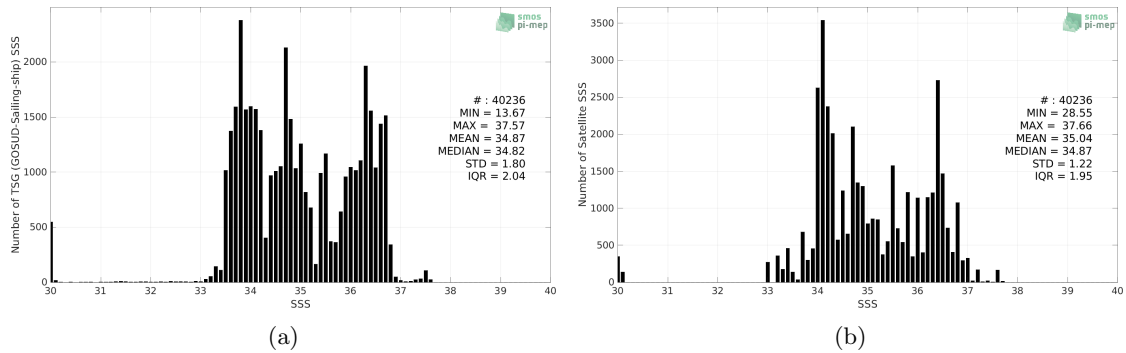 smos
pi-mep
Number of TSG (GOSUD-Sailing-ship) SSS
2000
1500
1000
500
0
# : 40236
MIN = 13.67
MAX = 37.57
MEAN = 34.87
MEDIAN = 34.82
STD = 1.80
IQR = 2.04
30 31 32 33 34 35 36 37 38 39 40
SSS
(a)
smos
pi-mep
Number of Satellite SSS
3500
3000
2500
2000
1500
1000
500
0
# : 40236
MIN = 28.55
MAX = 37.66
MEAN = 35.04
MEDIAN = 34.87
STD = 1.22
IQR = 1.95
30 31 32 33 34 35 36 37 38 39 40
SSS
(b)